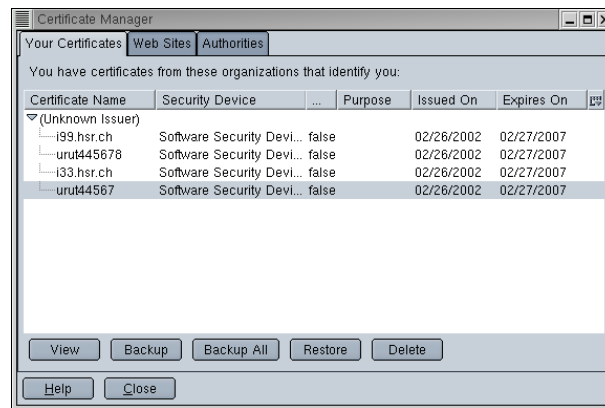 Certificate Manager
Your Certificates Web Sites Authorities
You have certificates from these organizations that identify you:
Certificate Name Security Device ... Purpose Issued On Expires On
(Unknown Issuer)
i99.hsr.ch Software Security Devi... false 02/26/2002 02/27/2007
urut445678 Software Security Devi... false 02/26/2002 02/27/2007
i33.hsr.ch Software Security Devi... false 02/26/2002 02/27/2007
urut44567 Software Security Devi... false 02/26/2002 02/27/2007
View Backup Backup All Restore Delete
Help Close